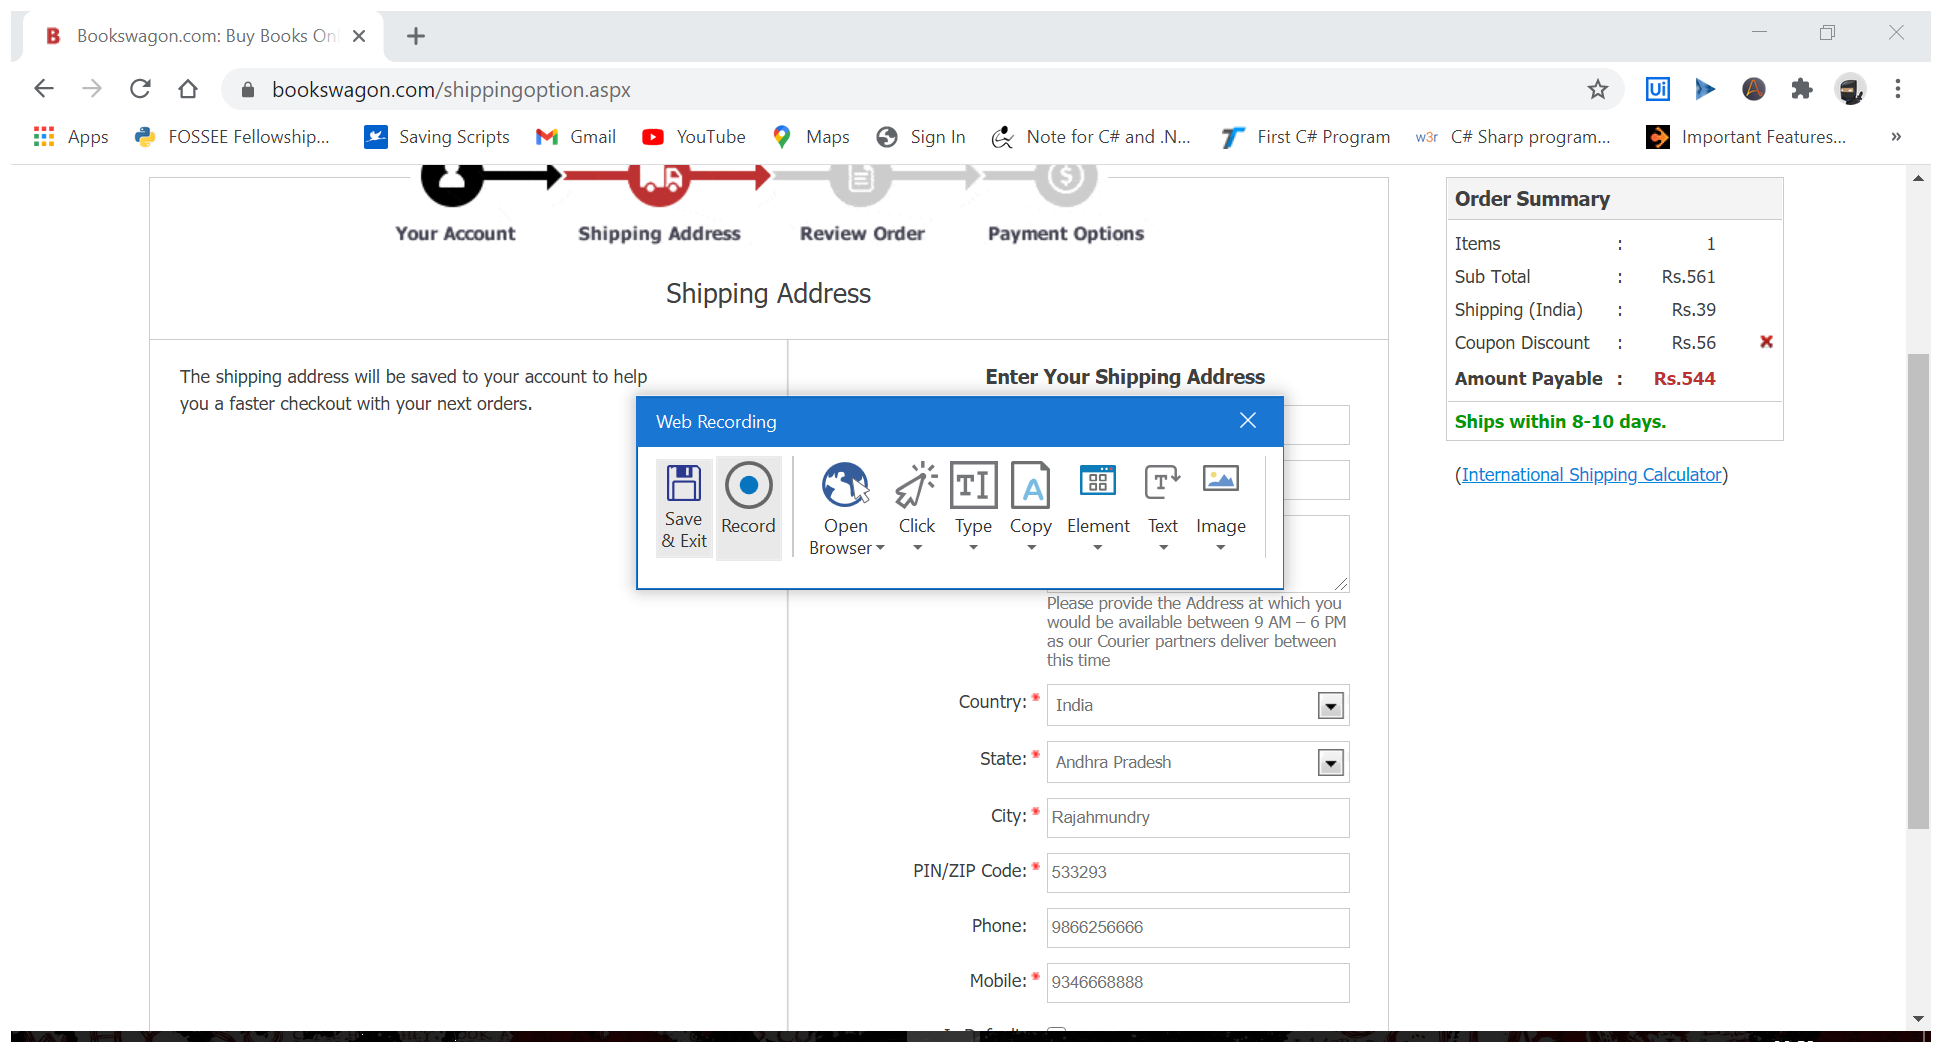 B Bookswagon.com: Buy Books Onl
bookswagon.com/shippingoption.aspx
Ui
Apps FOSSEE Fellowship... Saving Scripts Gmail YouTube Maps Sign In Note for C# and .N... First C# Program w3r C# Sharp program... Important Features... »
Your Account Shipping Address Review Order Payment Options
Shipping Address
The shipping address will be saved to your account to help
you a faster checkout with your next orders.
Enter Your Shipping Address
Web Recording
Save
& Exit
Record
Open
Browser
Click
Type
Copy
Element
Text
Image
Please provide the Address at which you
would be available between 9 AM – 6 PM
as our Courier partners deliver between
this time
Country:* India
State:* Andhra Pradesh
City:* Rajahmundry
PIN/ZIP Code:* 533293
Phone: 9866256666
Mobile:* 9346668888
Order Summary
Items : 1
Sub Total : Rs.561
Shipping (India) : Rs.39
Coupon Discount : Rs.56
Amount Payable : Rs.544
Ships within 8-10 days.
(International Shipping Calculator)